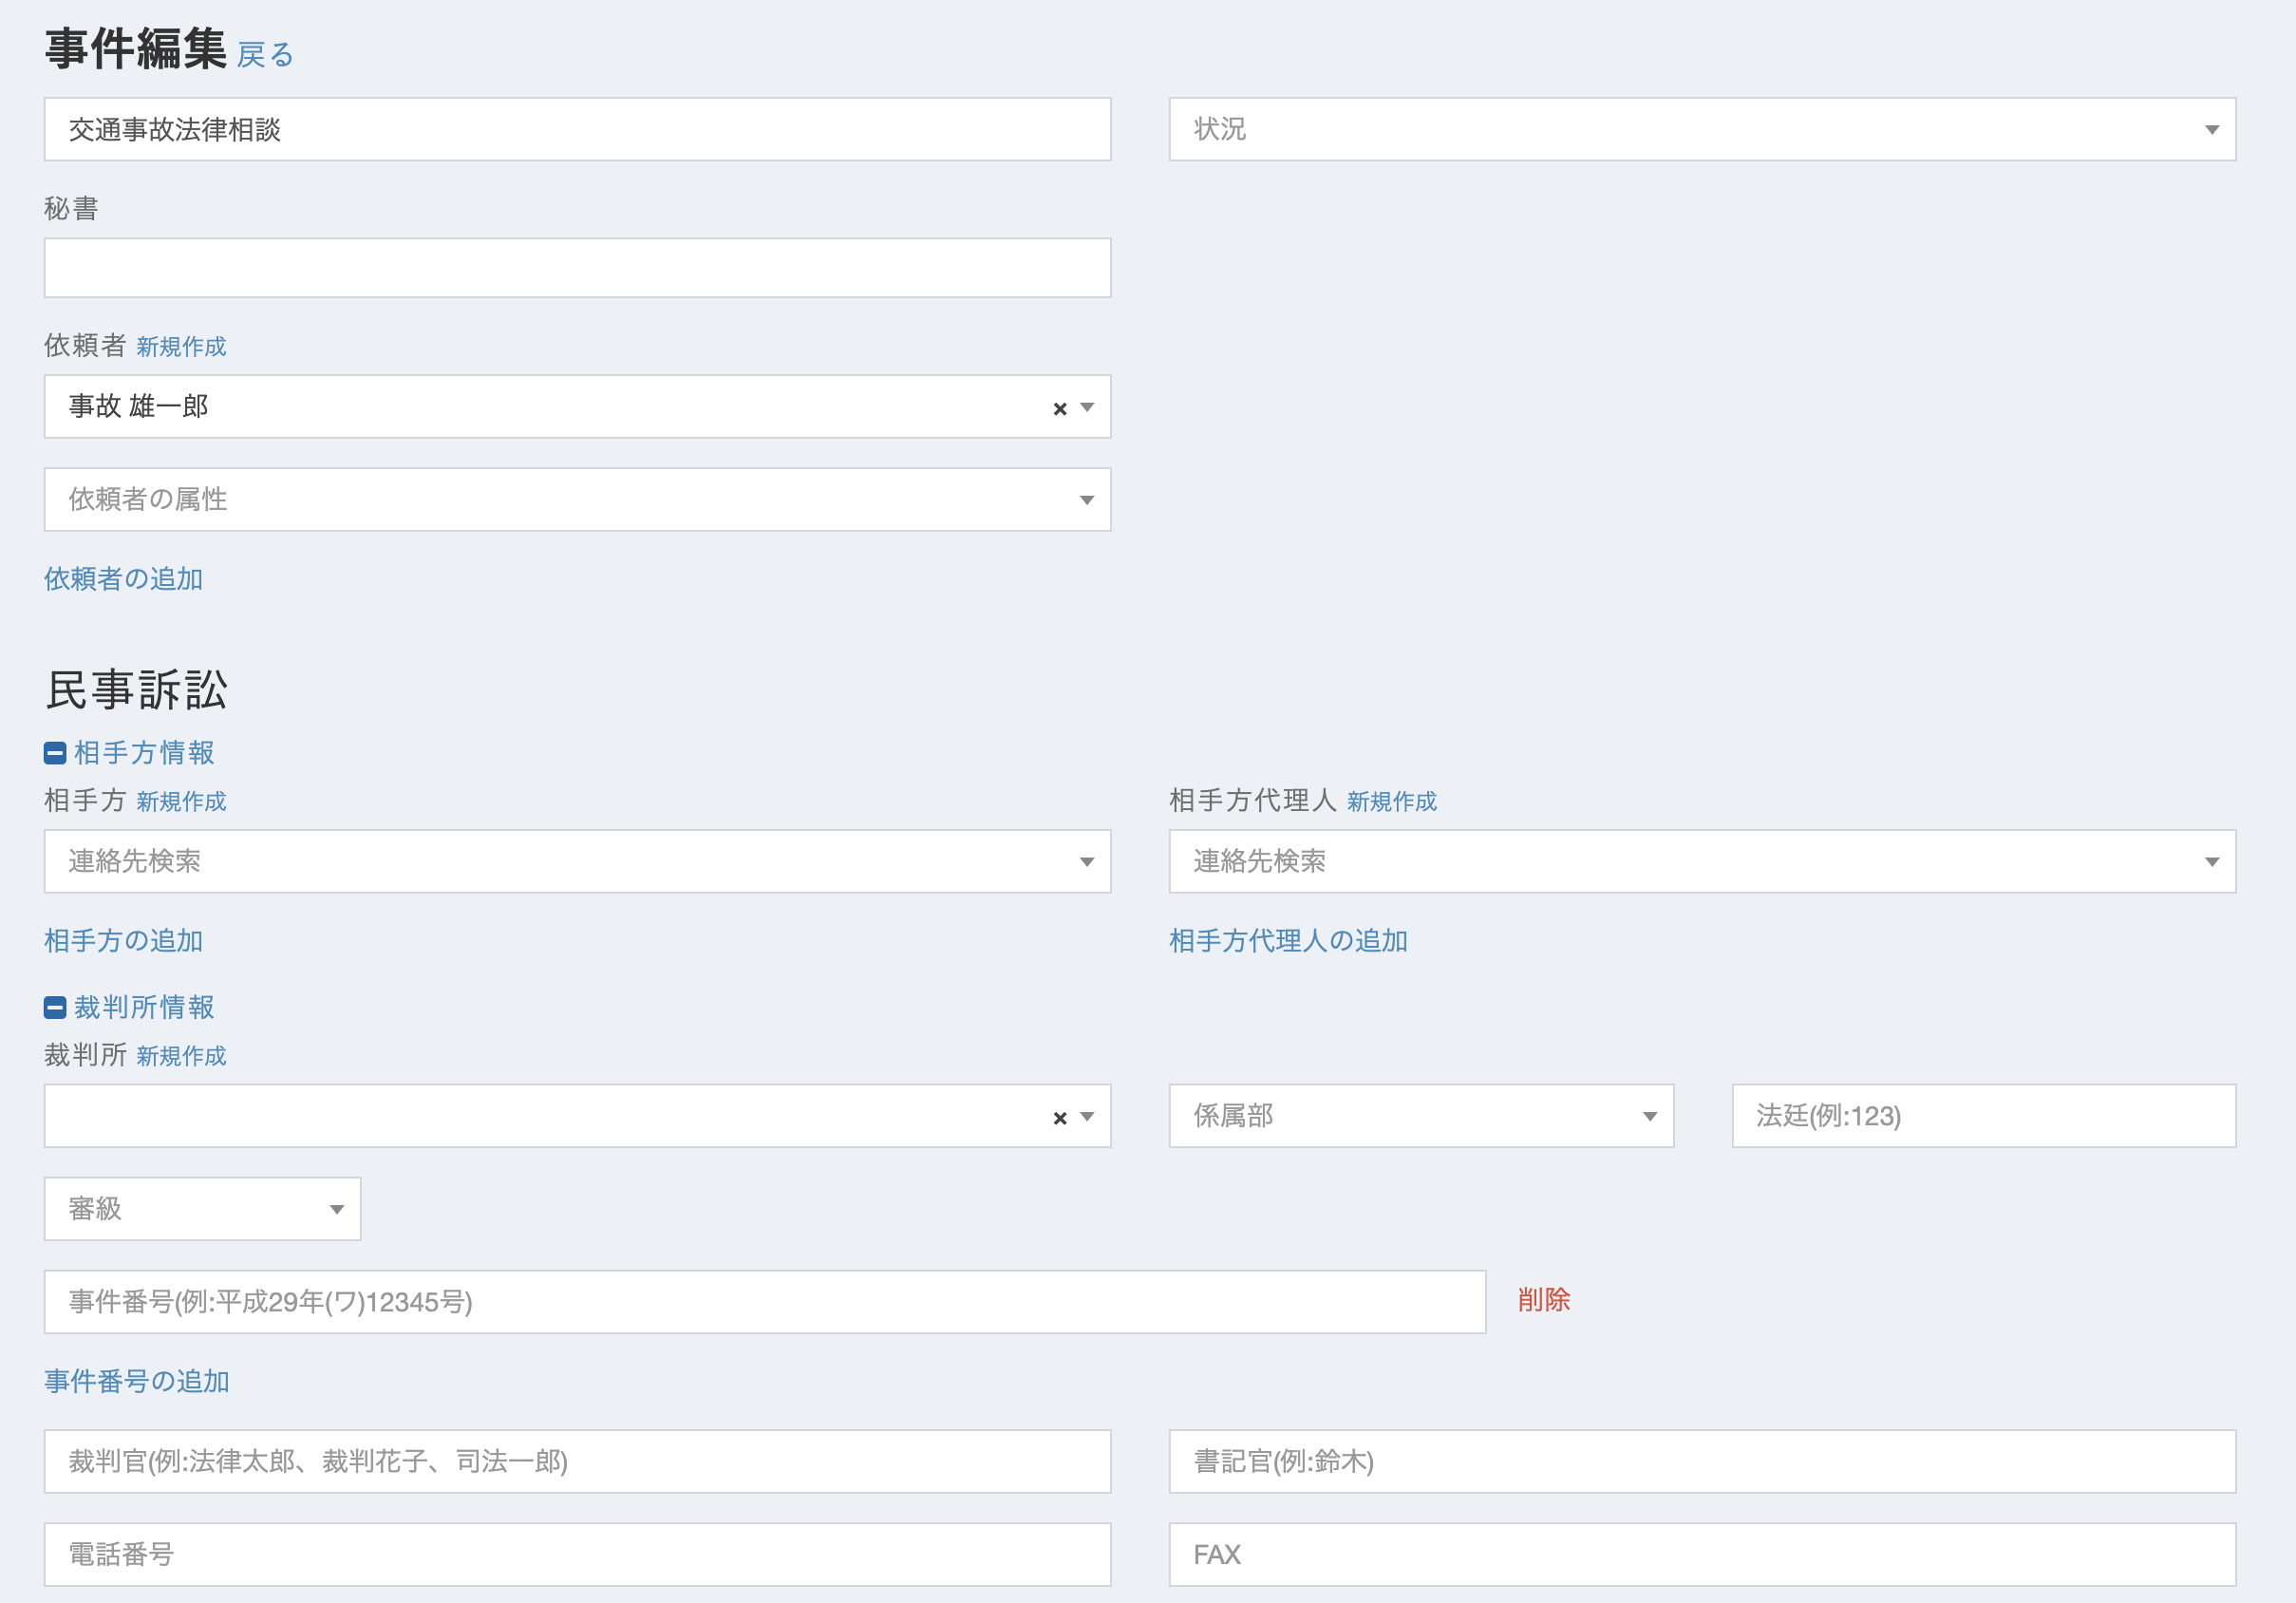 事件編集 戻る
交通事故法律相談
状況
秘書
依頼者 新規作成
事故 雄一郎 ×
依頼者の属性
依頼者の追加
民事訴訟
相手方情報
相手方 新規作成
相手方代理人 新規作成
連絡先検索
連絡先検索
相手方の追加
相手方代理人の追加
裁判所情報
裁判所 新規作成
×
係属部
法廷(例:123)
審級
事件番号(例:平成29年(ワ)12345号)
削除
事件番号の追加
裁判官(例:法律太郎、裁判花子、司法一郎)
書記官(例:鈴木)
電話番号
FAX